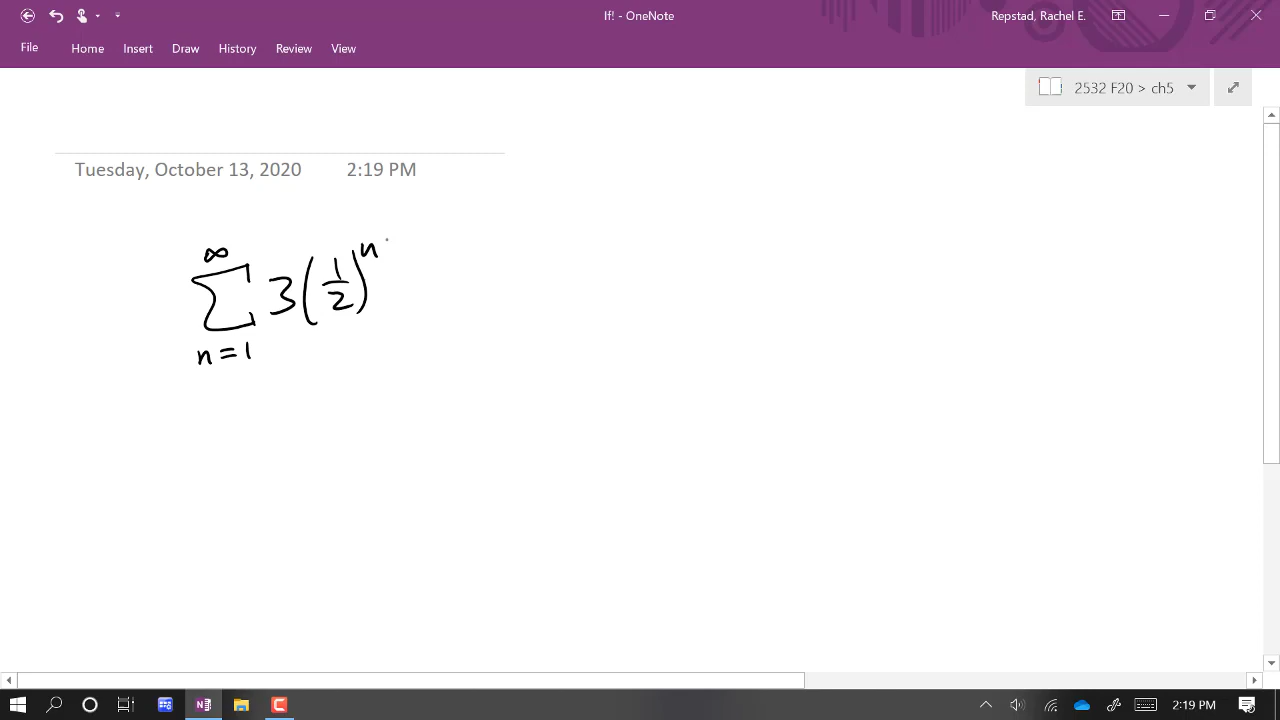 If! - OneNote
Repstad, Rachel E.
File Home Insert Draw History Review View
2532 F20 > ch5
Tuesday, October 13, 2020 2:19 PM
∞
∑ 3(1/2)^n
n=1
2:19 PM